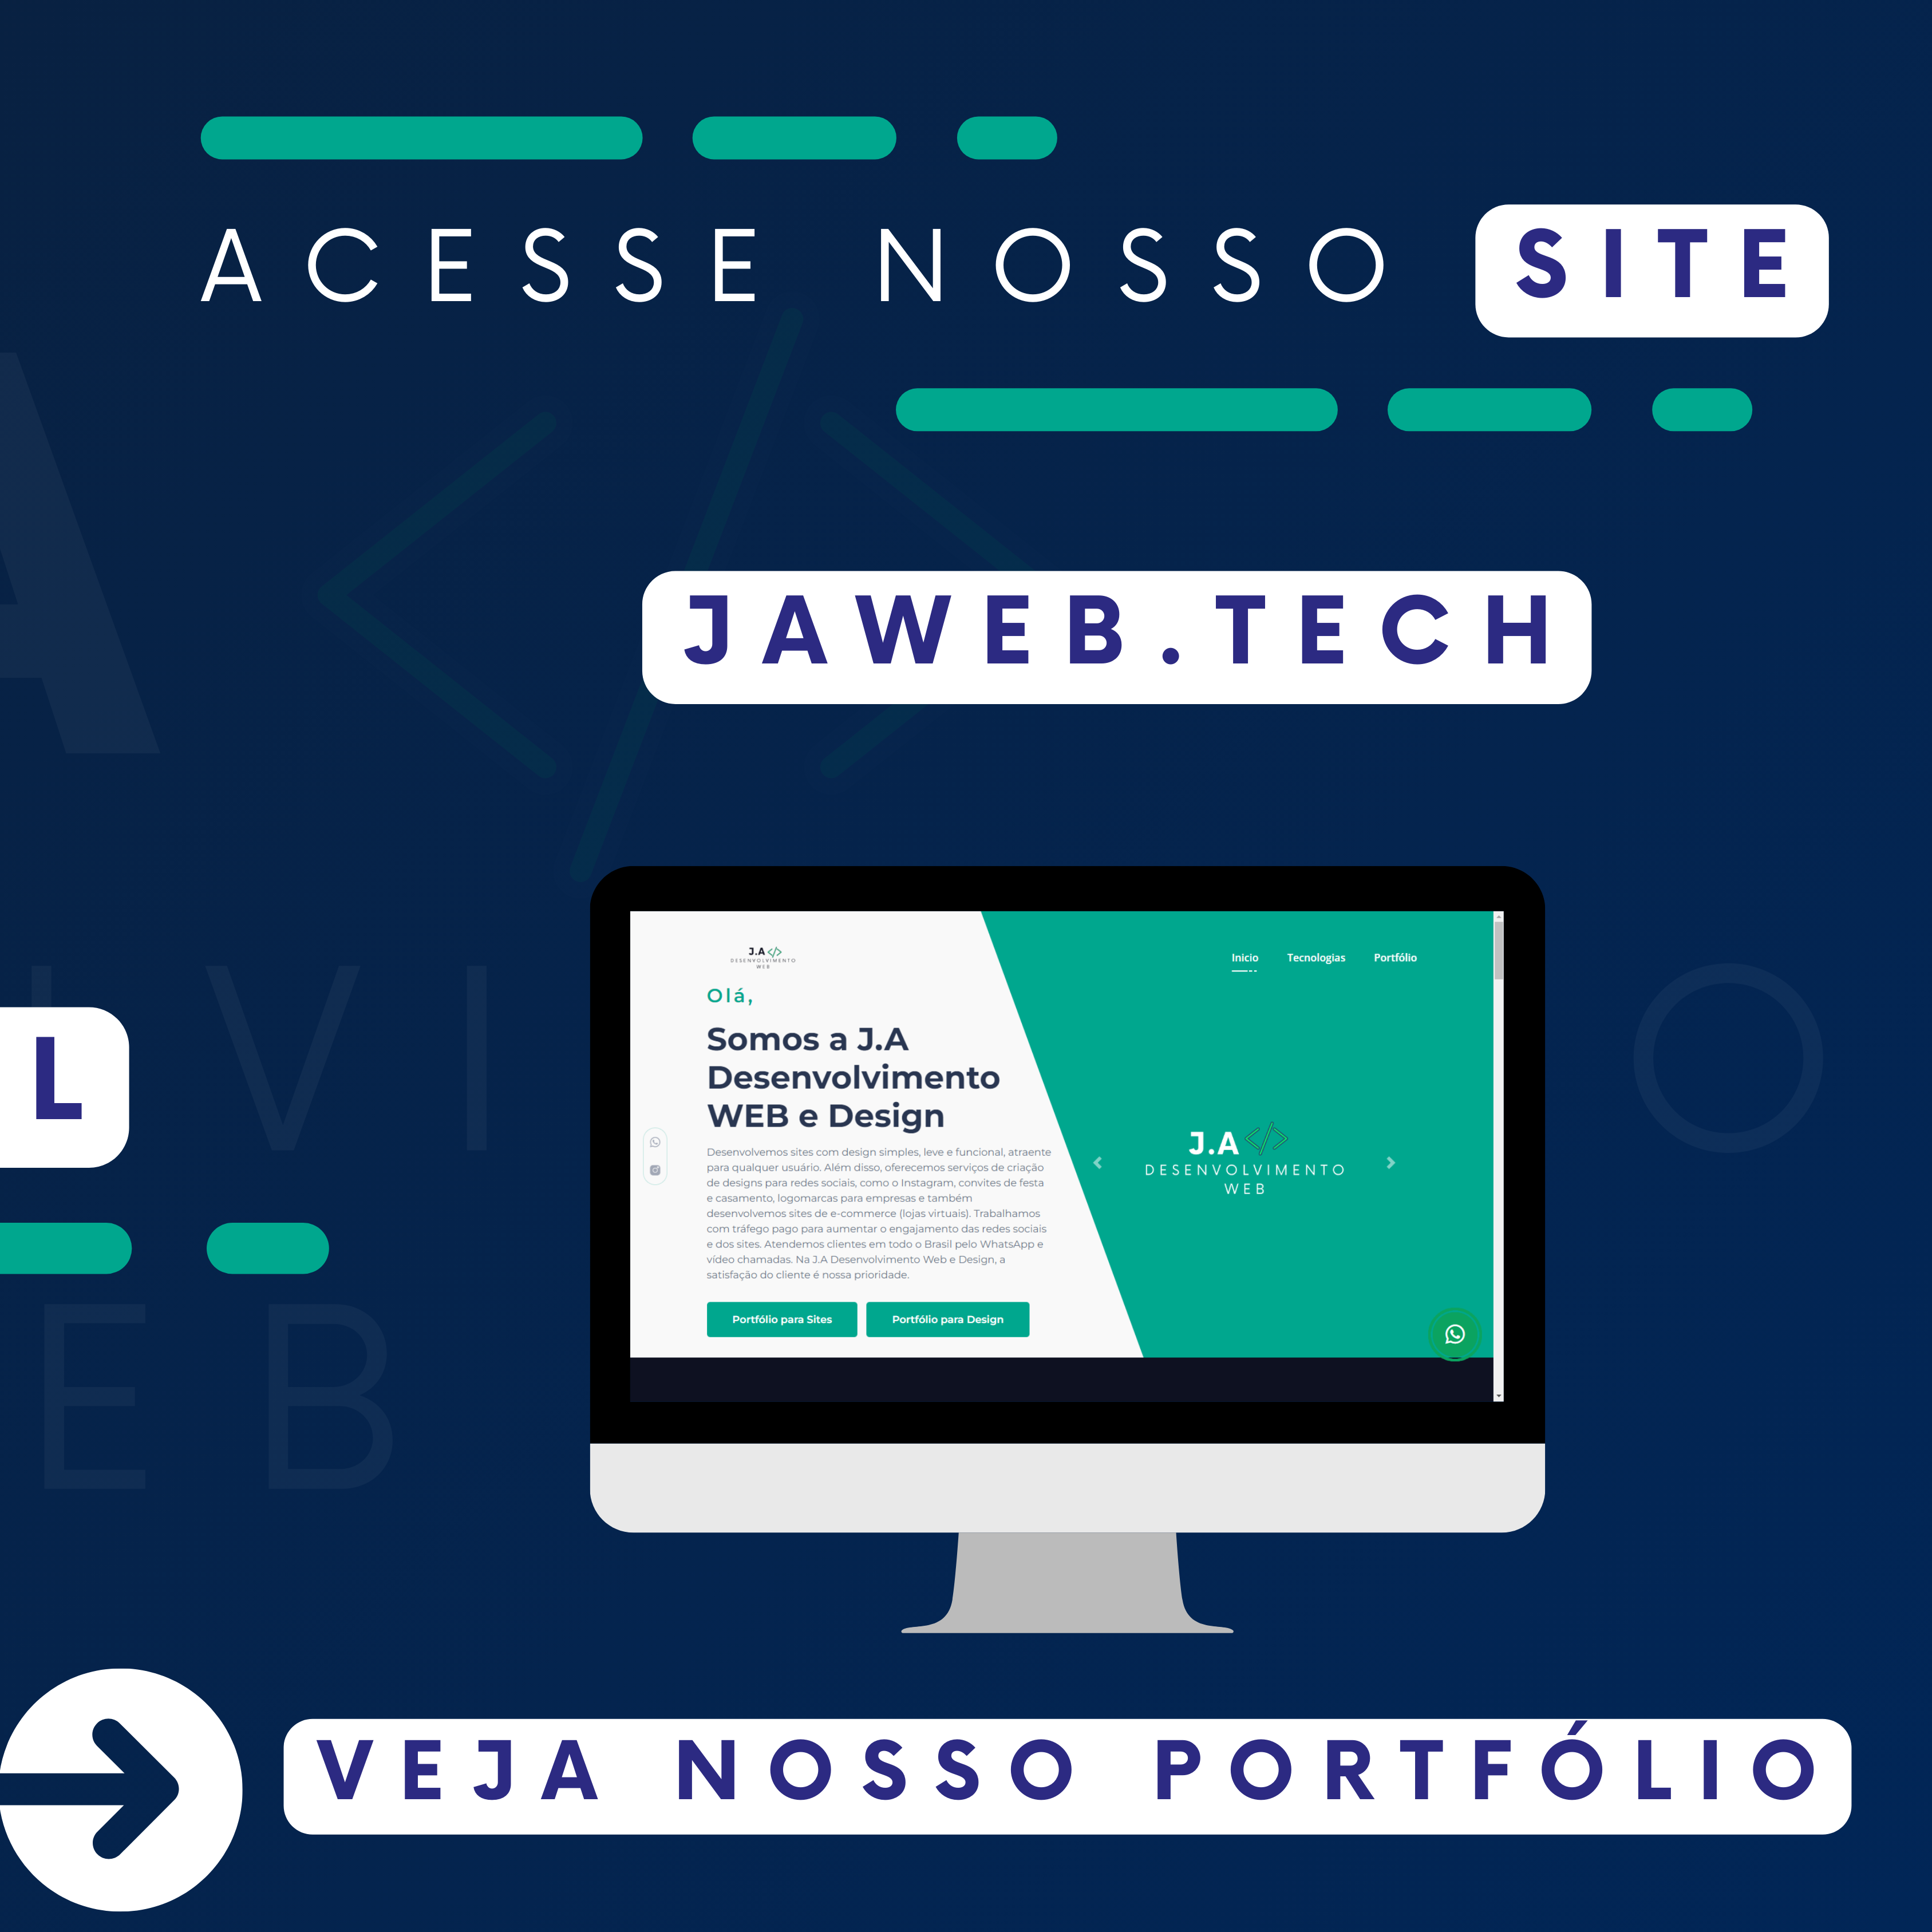 ACESSE NOSSO SITE
JAWEB.TECH
A
VI
O
L
EB
J.A </>
DESENVOLVIMENTO
WEB
Inicio Tecnologias Portfólio
Olá,
Somos a J.A
Desenvolvimento
WEB e Design
Desenvolvemos sites com design simples, leve e funcional, atraente
para qualquer usuário. Além disso, oferecemos serviços de criação
de designs para redes sociais, como o Instagram, convites de festa
e casamento, logomarcas para empresas e também
desenvolvemos sites de e-commerce (lojas virtuais). Trabalhamos
com tráfego pago para aumentar o engajamento das redes sociais
e dos sites. Atendemos clientes em todo o Brasil pelo WhatsApp e
vídeo chamadas. Na J.A Desenvolvimento Web e Design, a
satisfação do cliente é nossa prioridade.
Portfólio para Sites Portfólio para Design
J.A </>
DESENVOLVIMENTO
WEB
VEJA NOSSO PORTFÓLIO